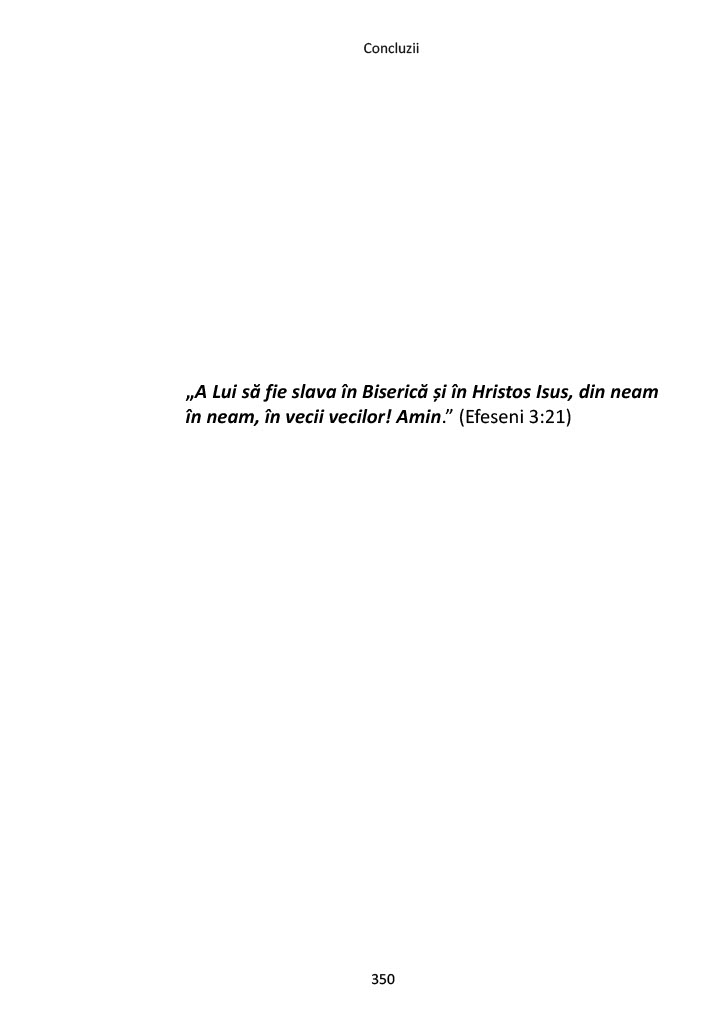 Concluzii
„A Lui să fie slava în Biserică și în Hristos Isus, din neam
în neam, în vecii vecilor! Amin.” (Efeseni 3:21)
350